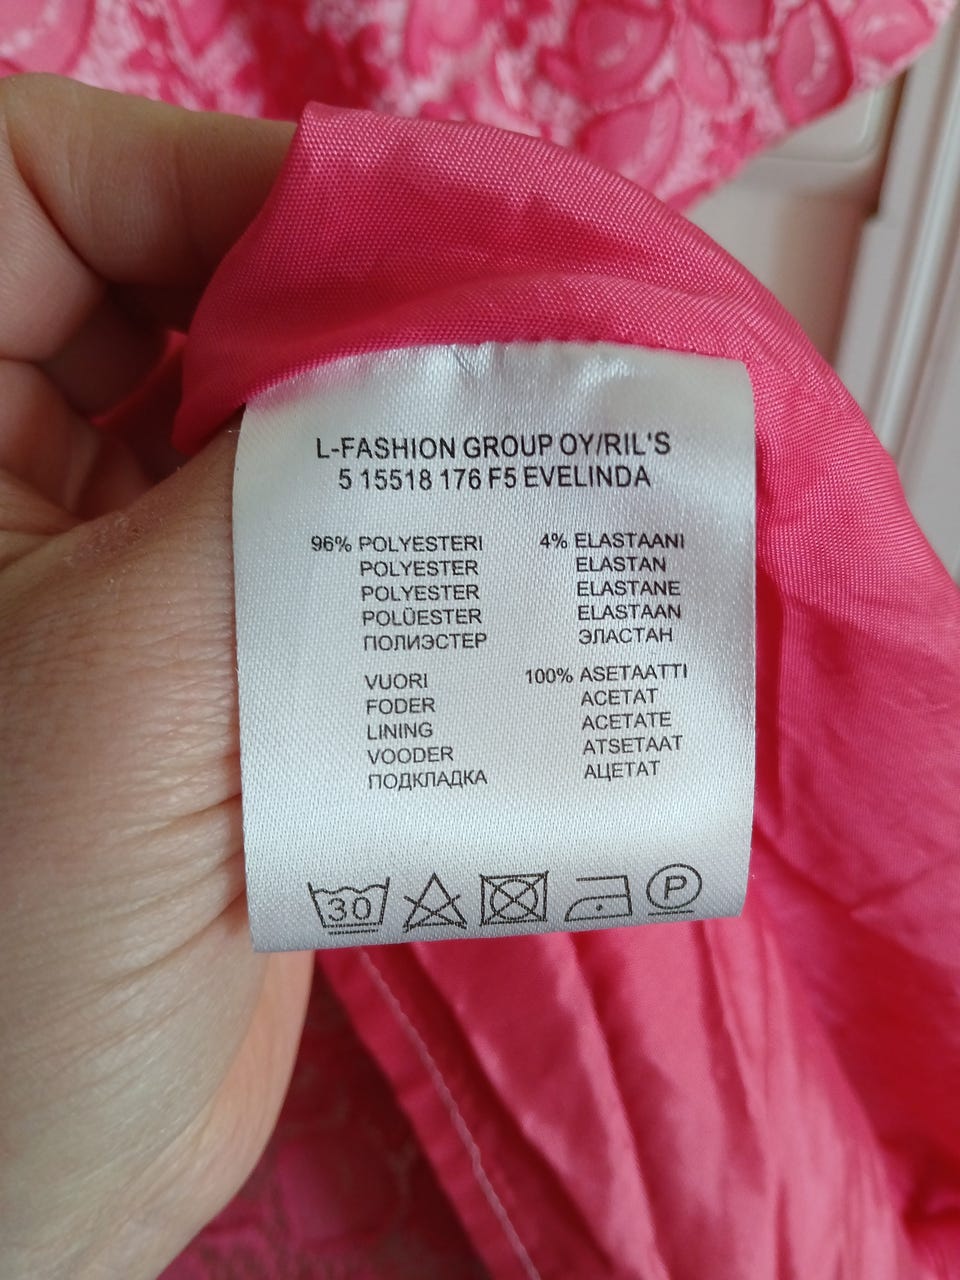 L-FASHION GROUP OY/RIL'S
5 15518 176 F5 EVELINDA
96% POLYESTERI 4% ELASTAANI
POLYESTER ELASTAN
POLYESTER ELASTANE
POLÜESTER ELASTAAN
ПОЛИЭСТЕР ЭЛАСТАН
VUORI 100% ASETAATTI
FODER ACETAT
LINING ACETATE
VOODER ATSETAAT
ПОДКЛАДКА АЦЕТАТ
30 P